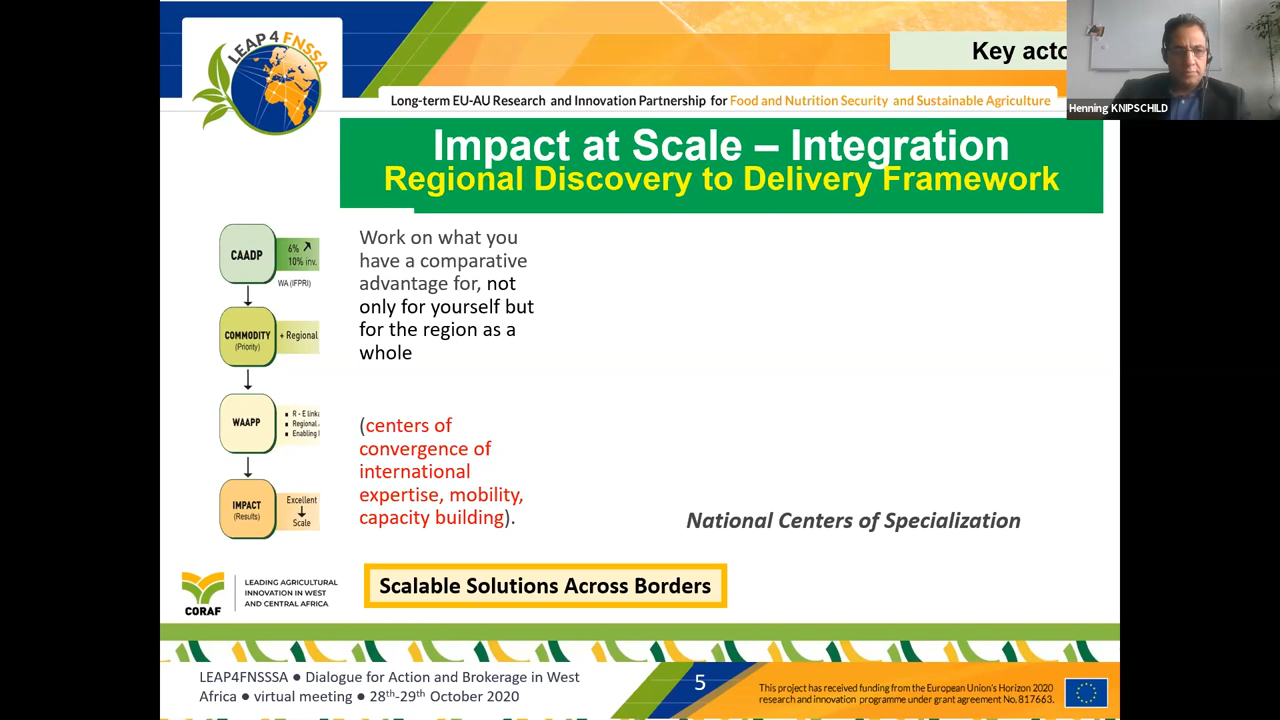 LEAP4FNSSA
Key acto
Henning KNIPSCHILD
Long-term EU-AU Research and Innovation Partnership for Food and Nutrition Security and Sustainable Agriculture
Impact at Scale – Integration
Regional Discovery to Delivery Framework
CAADP
6%
10% inv.
WA (IFPRI)
COMMODITY
(Priority)
+ Regional
WAAPP
▪ R - E link
▪ Regional
▪ Enabling
IMPACT
(Results)
Excellent
Scale
Work on what you
have a comparative
advantage for, not
only for yourself but
for the region as a
whole
(centers of
convergence of
international
expertise, mobility,
capacity building).
National Centers of Specialization
CORAF
LEADING AGRICULTURAL
INNOVATION IN WEST
AND CENTRAL AFRICA
Scalable Solutions Across Borders
LEAP4FNSSSA ● Dialogue for Action and Brokerage in West
Africa ● virtual meeting ● 28th-29th October 2020
5
This project has received funding from the European Union's Horizon 2020
research and innovation programme under grant agreement No. 817663.